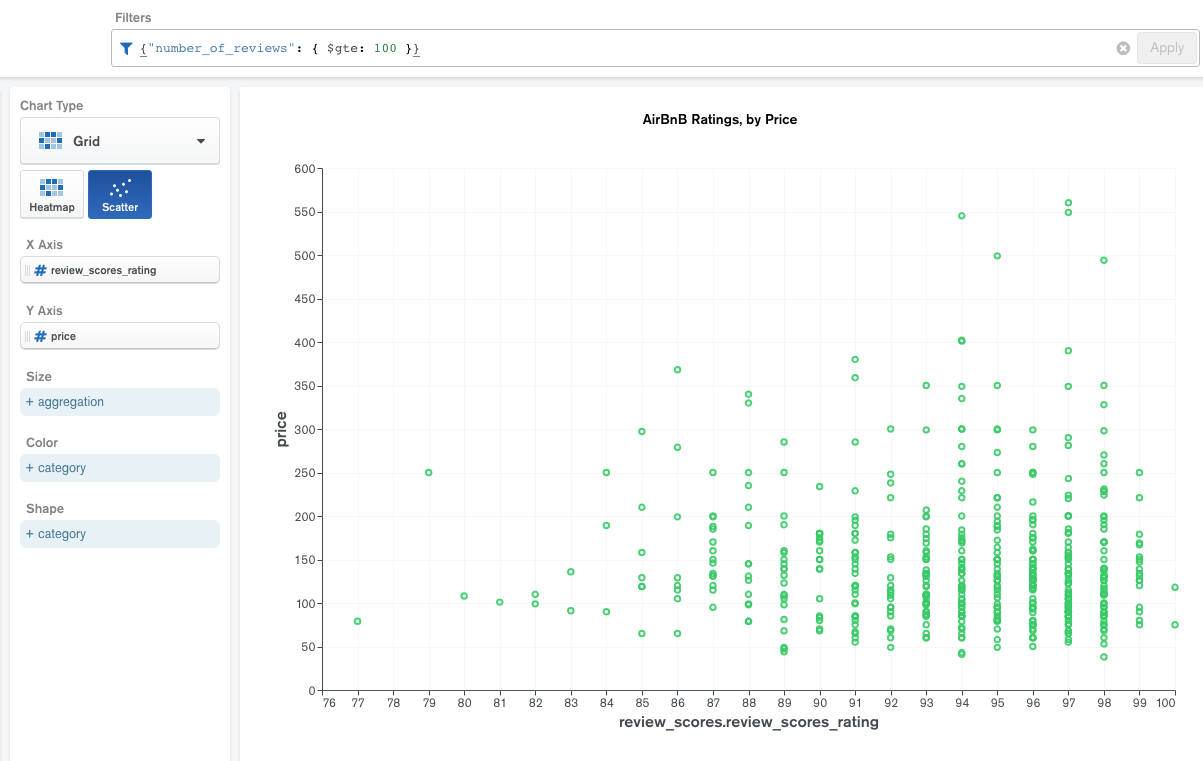 Filters
{"number_of_reviews": { $gte: 100 }}
Apply
Chart Type
Grid
Heatmap
Scatter
X Axis
# review_scores_rating
Y Axis
# price
Size
+ aggregation
Color
+ category
Shape
+ category
AirBnB Ratings, by Price
600
550
500
450
400
350
300
250
200
150
100
50
0
price
76 77 78 79 80 81 82 83 84 85 86 87 88 89 90 91 92 93 94 95 96 97 98 99 100
review_scores.review_scores_rating